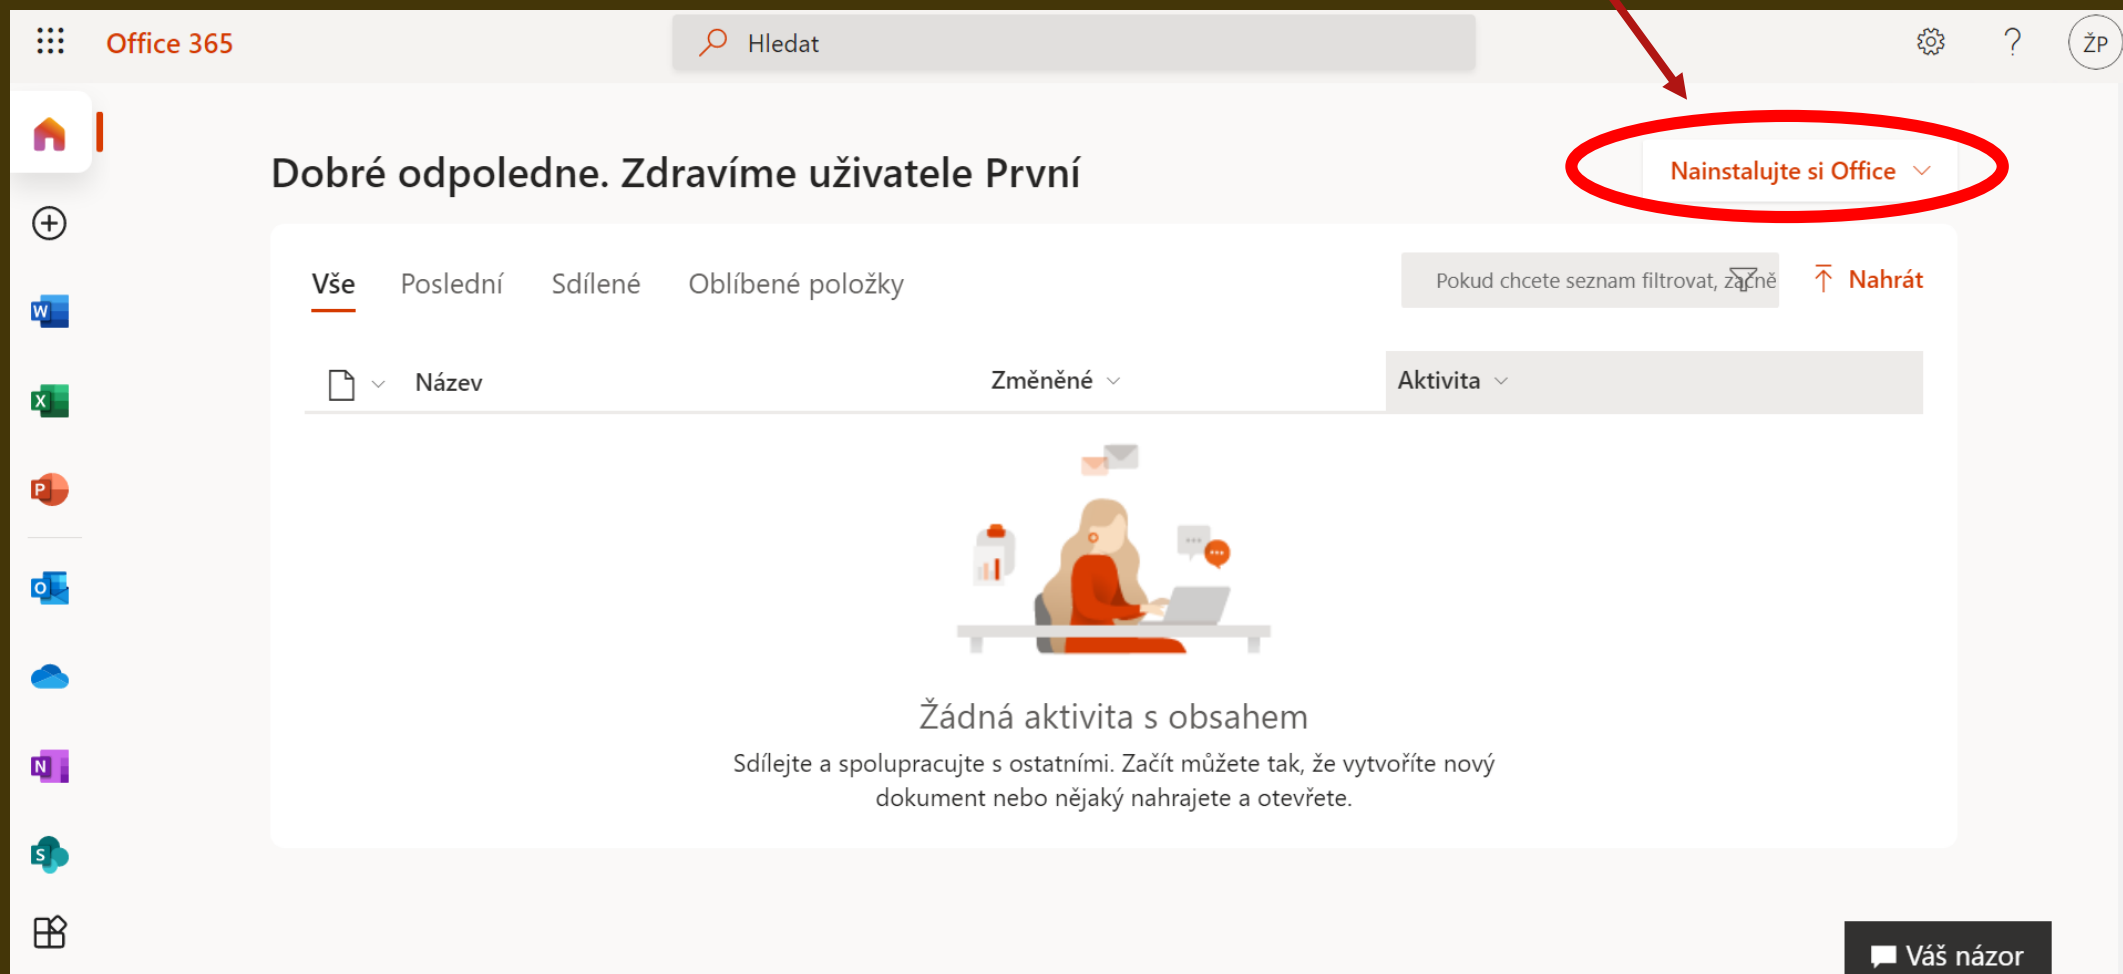 Office 365
Hledat
ŽP
Dobré odpoledne. Zdravíme uživatele První
Nainstalujte si Office
Vše Poslední Sdílené Oblíbené položky
Pokud chcete seznam filtrovat, začně
Nahrát
Název Změněné Aktivita
Žádná aktivita s obsahem
Sdílejte a spolupracujte s ostatními. Začít můžete tak, že vytvoříte nový
dokument nebo nějaký nahrajete a otevřete.
W
X
P
O
N
S
Váš názor